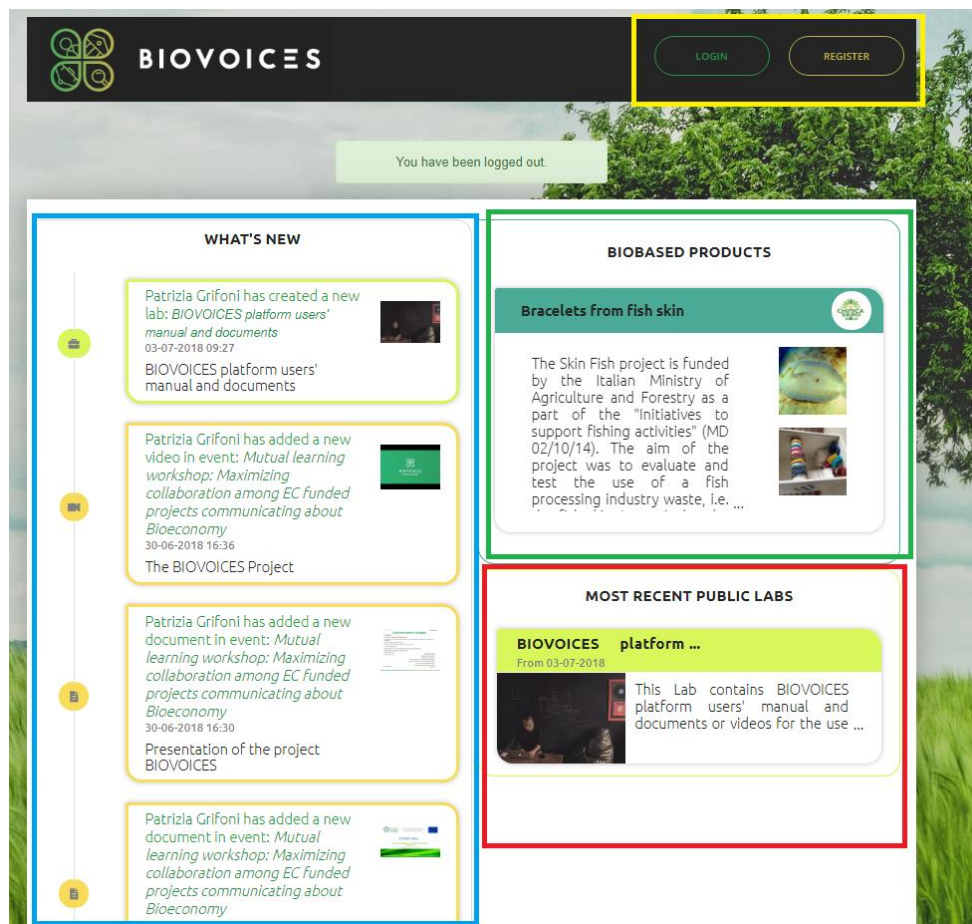 BIOVOICES
LOGIN
REGISTER
You have been logged out.
WHAT'S NEW
Patrizia Grifoni has created a new
lab: BIOVOICES platform users'
manual and documents
03-07-2018 09:27
BIOVOICES platform users'
manual and documents
Patrizia Grifoni has added a new
video in event: Mutual learning
workshop: Maximizing
collaboration among EC funded
projects communicating about
Bioeconomy
30-06-2018 16:36
The BIOVOICES Project
Patrizia Grifoni has added a new
document in event: Mutual
learning workshop: Maximizing
collaboration among EC funded
projects communicating about
Bioeconomy
30-06-2018 16:30
Presentation of the project
BIOVOICES
Patrizia Grifoni has added a new
document in event: Mutual
learning workshop: Maximizing
collaboration among EC funded
projects communicating about
Bioeconomy
BIOBASED PRODUCTS
Bracelets from fish skin
The Skin Fish project is funded
by the Italian Ministry of
Agriculture and Forestry as a
part of the "Initiatives to
support fishing activities" (MD
02/10/14). The aim of the
project was to evaluate and
test the use of a fish
processing industry waste, i.e. ...
MOST RECENT PUBLIC LABS
BIOVOICES platform ...
From 03-07-2018
This Lab contains BIOVOICES
platform users' manual and
documents or videos for the use ...